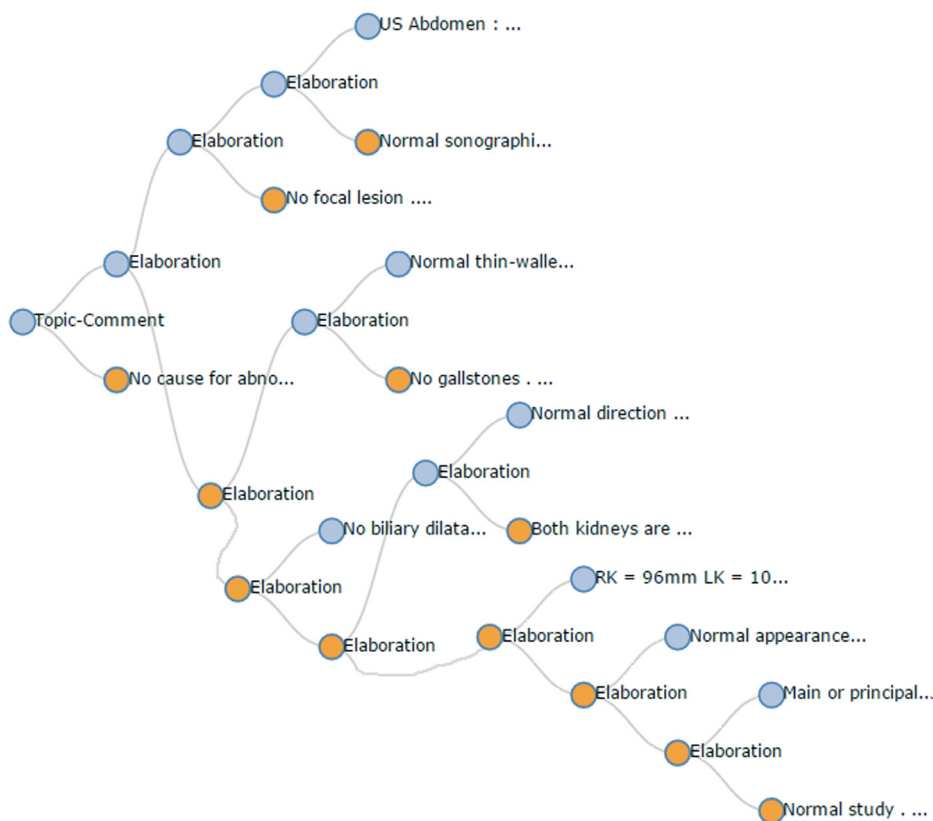 US Abdomen : ...
Elaboration
Elaboration
Normal sonographi...
No focal lesion ....
Elaboration
Normal thin-walle...
Topic-Comment
Elaboration
No cause for abno...
No gallstones . ...
Normal direction ...
Elaboration
Elaboration
No biliary dilata...
Both kidneys are ...
RK = 96mm LK = 10...
Elaboration
Elaboration
Elaboration
Normal appearance...
Elaboration
Main or principal...
Elaboration
Normal study . ...